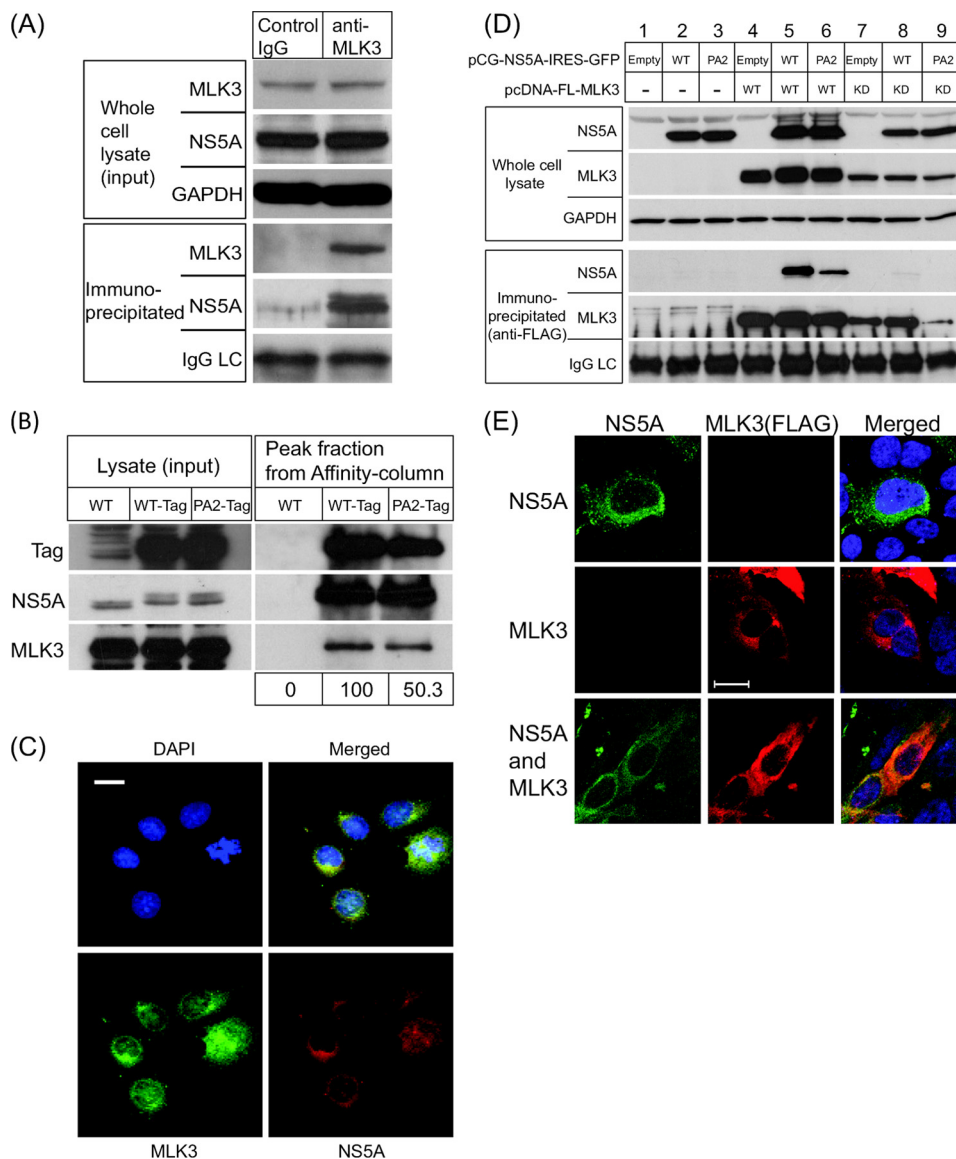 (A)
Control IgG
anti-MLK3
Whole cell lysate (input)
MLK3
NS5A
GAPDH
Immuno-precipitated
MLK3
NS5A
IgG LC
(B)
Lysate (input)
Peak fraction from Affinity-column
WT WT-Tag PA2-Tag WT WT-Tag PA2-Tag
Tag
NS5A
MLK3
0 100 50.3
(C)
DAPI Merged
MLK3 NS5A
(D)
1 2 3 4 5 6 7 8 9
pCG-NS5A-IRES-GFP Empty WT PA2 Empty WT PA2 Empty WT PA2
pcDNA-FL-MLK3 - - - WT WT WT KD KD KD
Whole cell lysate
NS5A
MLK3
GAPDH
Immuno-precipitated (anti-FLAG)
NS5A
MLK3
IgG LC
(E)
NS5A MLK3(FLAG) Merged
NS5A
MLK3
NS5A and MLK3